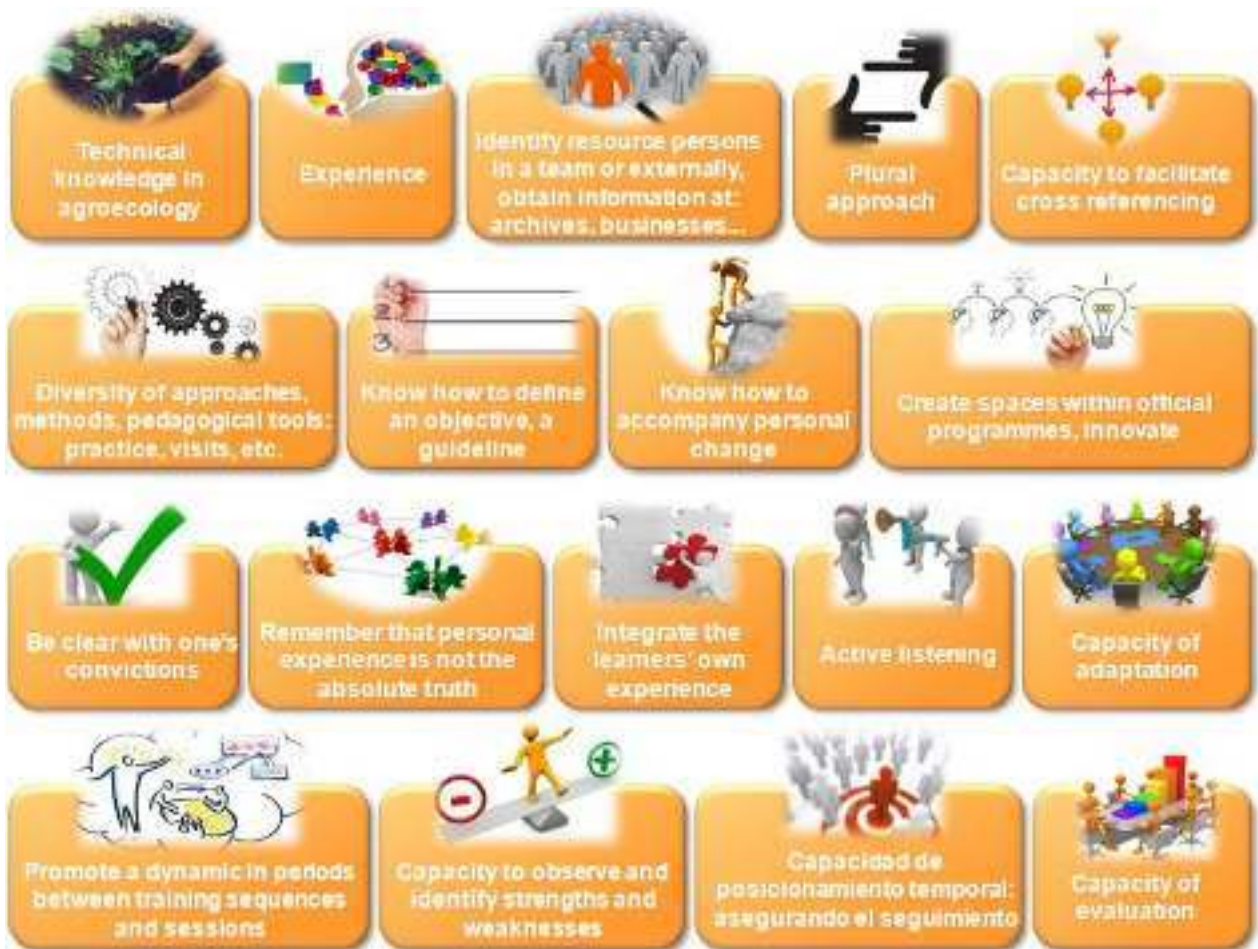 Technical
knowledge in
agroecology
Experience
Identify resource persons
in a team or externally,
obtain information at:
archives, businesses...
Plural
approach
Capacity to facilitate
cross referencing
Diversity of approaches,
methods, pedagogical tools:
practice, visits, etc.
1
2
3
Know how to define
an objective, a
guideline
Know how to
accompany personal
change
Create spaces within official
programmes, innovate
Be clear with one's
convictions
Remember that personal
experience is not the
absolute truth
Integrate the
learners' own
experience
Active listening
Capacity of
adaptation
Promote a dynamic in periods
between training sequences
and sessions
Capacity to observe and
identify strengths and
weaknesses
Capacidad de
posicionamiento temporal:
asegurando el seguimiento
Capacity of
evaluation